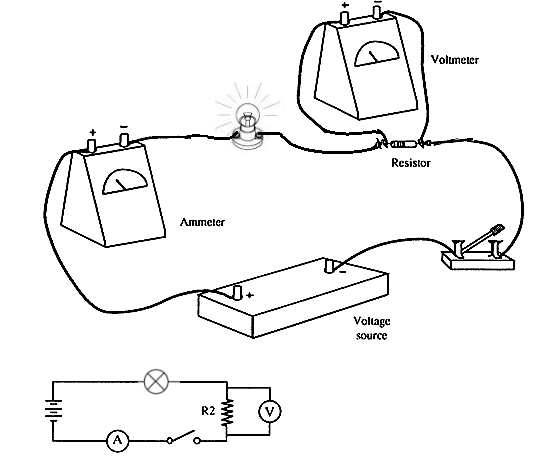 + −
Voltmeter
+ −
Resistor
Ammeter
+ −
Voltage
source
R2
V
A